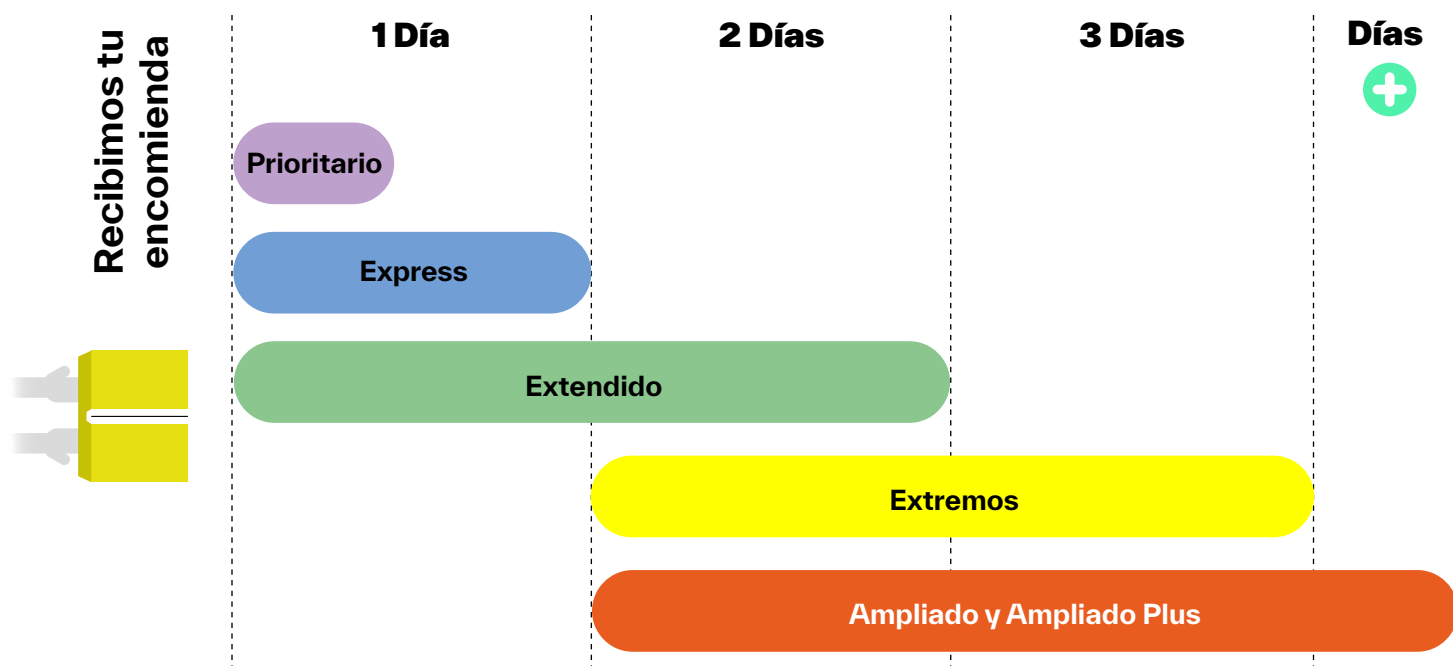 Recibimos tu
encomienda
1 Día
2 Días
3 Días
Días
Prioritario
Express
Extendido
Extremos
Ampliado y Ampliado Plus